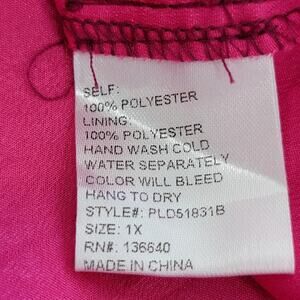 SELF:
100% POLYESTER
LINING:
100% POLYESTER
HAND WASH COLD
WATER SEPARATELY
COLOR WILL BLEED
HANG TO DRY
STYLE#: PLD51831B
SIZE: 1X
RN#: 136640
MADE IN CHINA